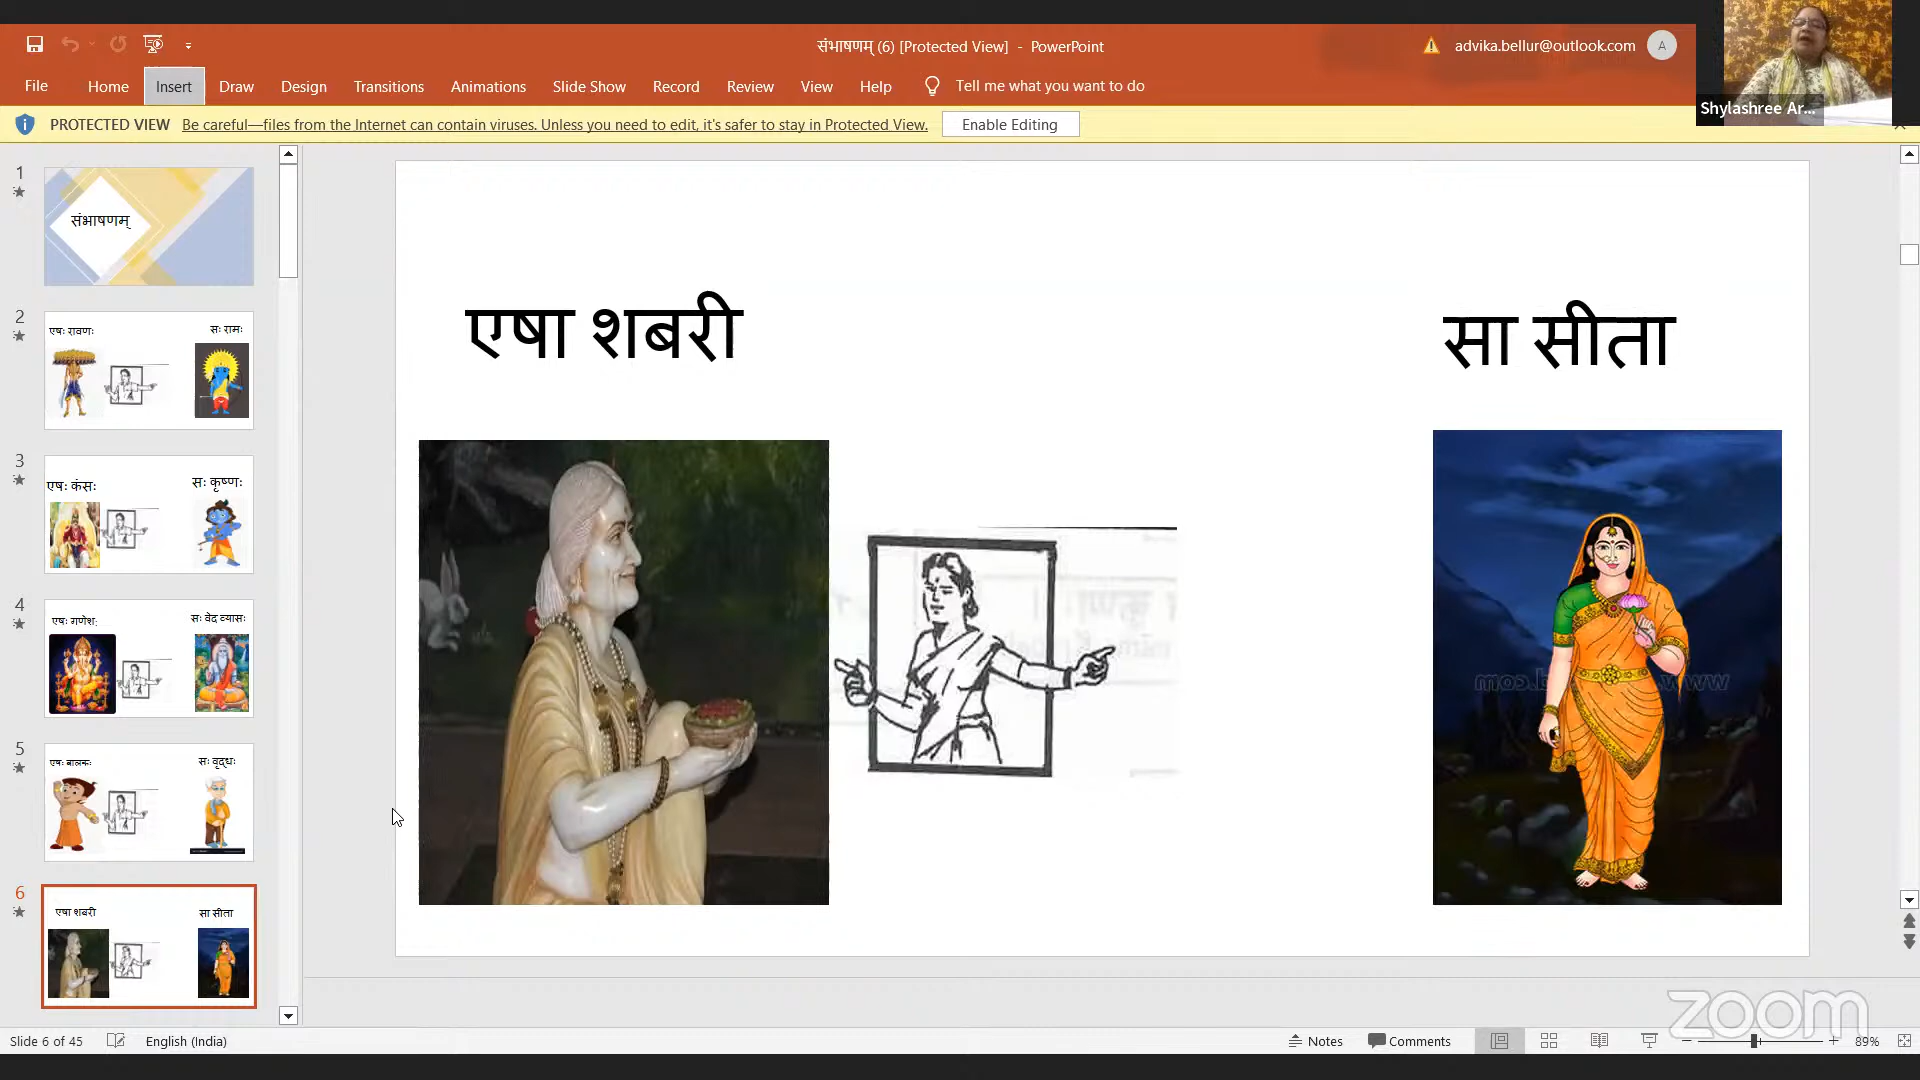 संभाषणम् (6) [Protected View] - PowerPoint
advika.bellur@outlook.com
A
File
Home
Insert
Draw
Design
Transitions
Animations
Slide Show
Record
Review
View
Help
Tell me what you want to do
Shylashree Ar...
PROTECTED VIEW Be careful—files from the Internet can contain viruses. Unless you need to edit, it's safer to stay in Protected View.
Enable Editing
1
संभाषणम्
2
एषः रावणः
सः रामः
3
एषः कंसः
सः कृष्णः
4
एषः गणेशः
सः वेद व्यासः
5
एषः बालकः
सः वृद्धः
6
एषा शबरी
सा सीता
एषा शबरी
सा सीता
Slide 6 of 45
English (India)
Notes
Comments
89%
zoom